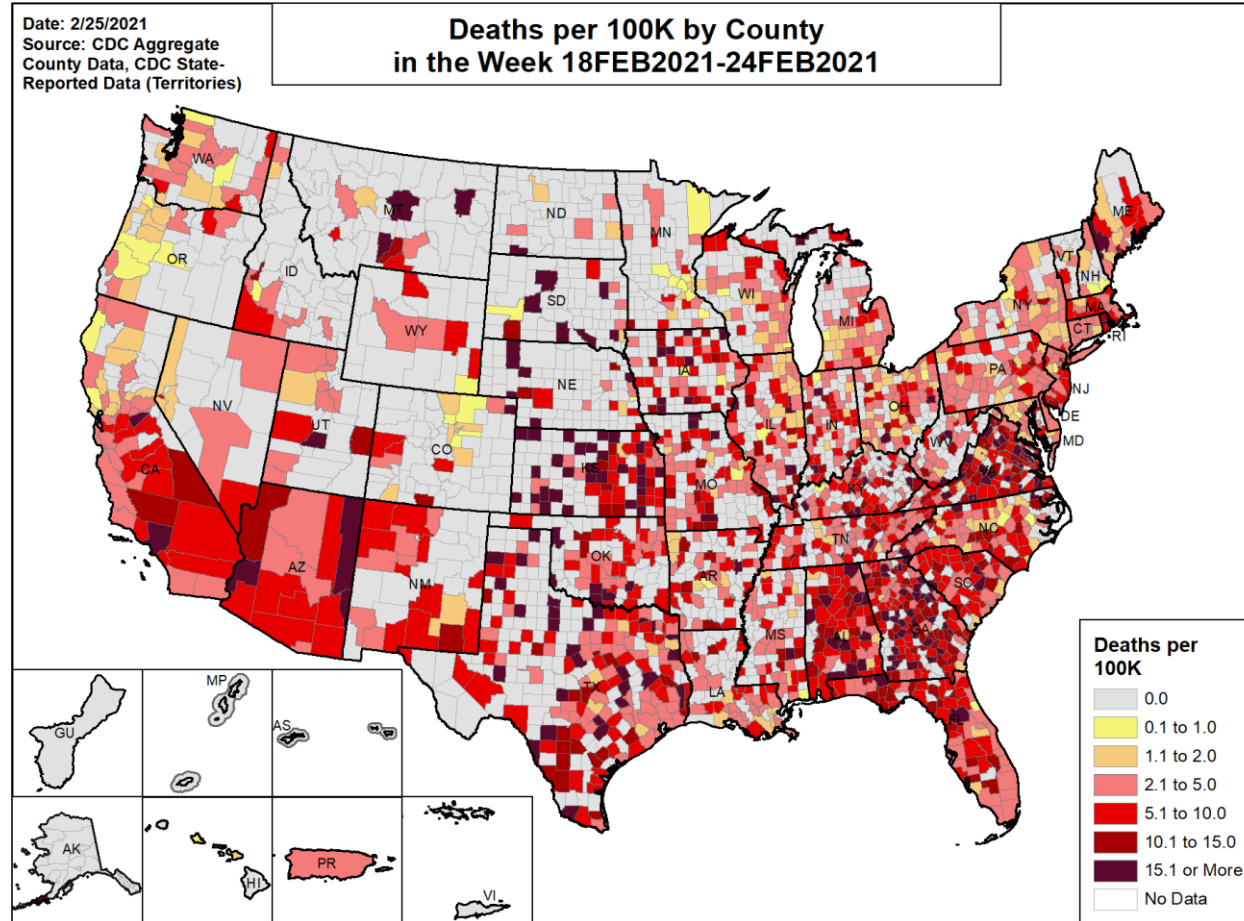 Date: 2/25/2021
Source: CDC Aggregate
County Data, CDC State-
Reported Data (Territories)
Deaths per 100K by County
in the Week 18FEB2021-24FEB2021
WA
MT
ND
MN
ME
OR
ID
SD
WI
VT
NH
NY
MA
CT
RI
WY
MI
IA
PA
NJ
NV
NE
OH
DE
MD
UT
CO
IL
IN
WV
CA
KS
MO
KY
VA
NC
AZ
NM
OK
AR
TN
SC
MS
AL
GA
TX
LA
FL
GU
MP
AS
AK
HI
PR
VI
Deaths per
100K
0.0
0.1 to 1.0
1.1 to 2.0
2.1 to 5.0
5.1 to 10.0
10.1 to 15.0
15.1 or More
No Data